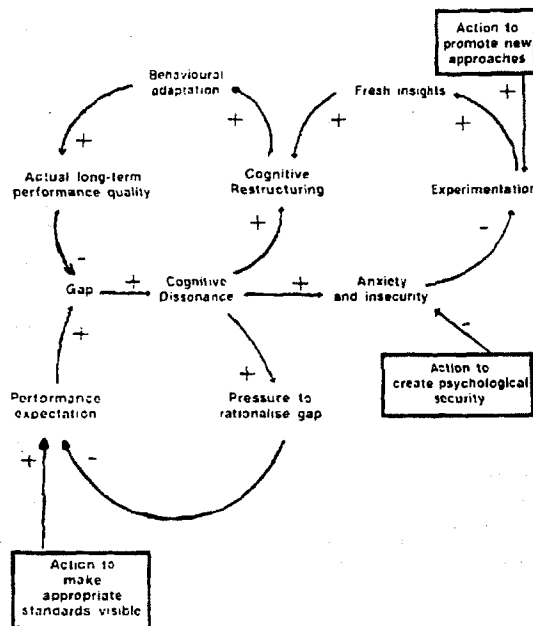 Action to
promote new
approaches
Behavioural
adaptation
Fresh insights
+
+
+
+
+
Actual long-term
performance quality
Cognitive
Restructuring
Experimentation
+
-
-
Gap
+
Cognitive
Dissonance
+
Anxiety
and insecurity
+
-
+
Performance
expectation
Pressure to
rationalise gap
Action to
create psychological
security
+
-
Action to
make
appropriate
standards visible